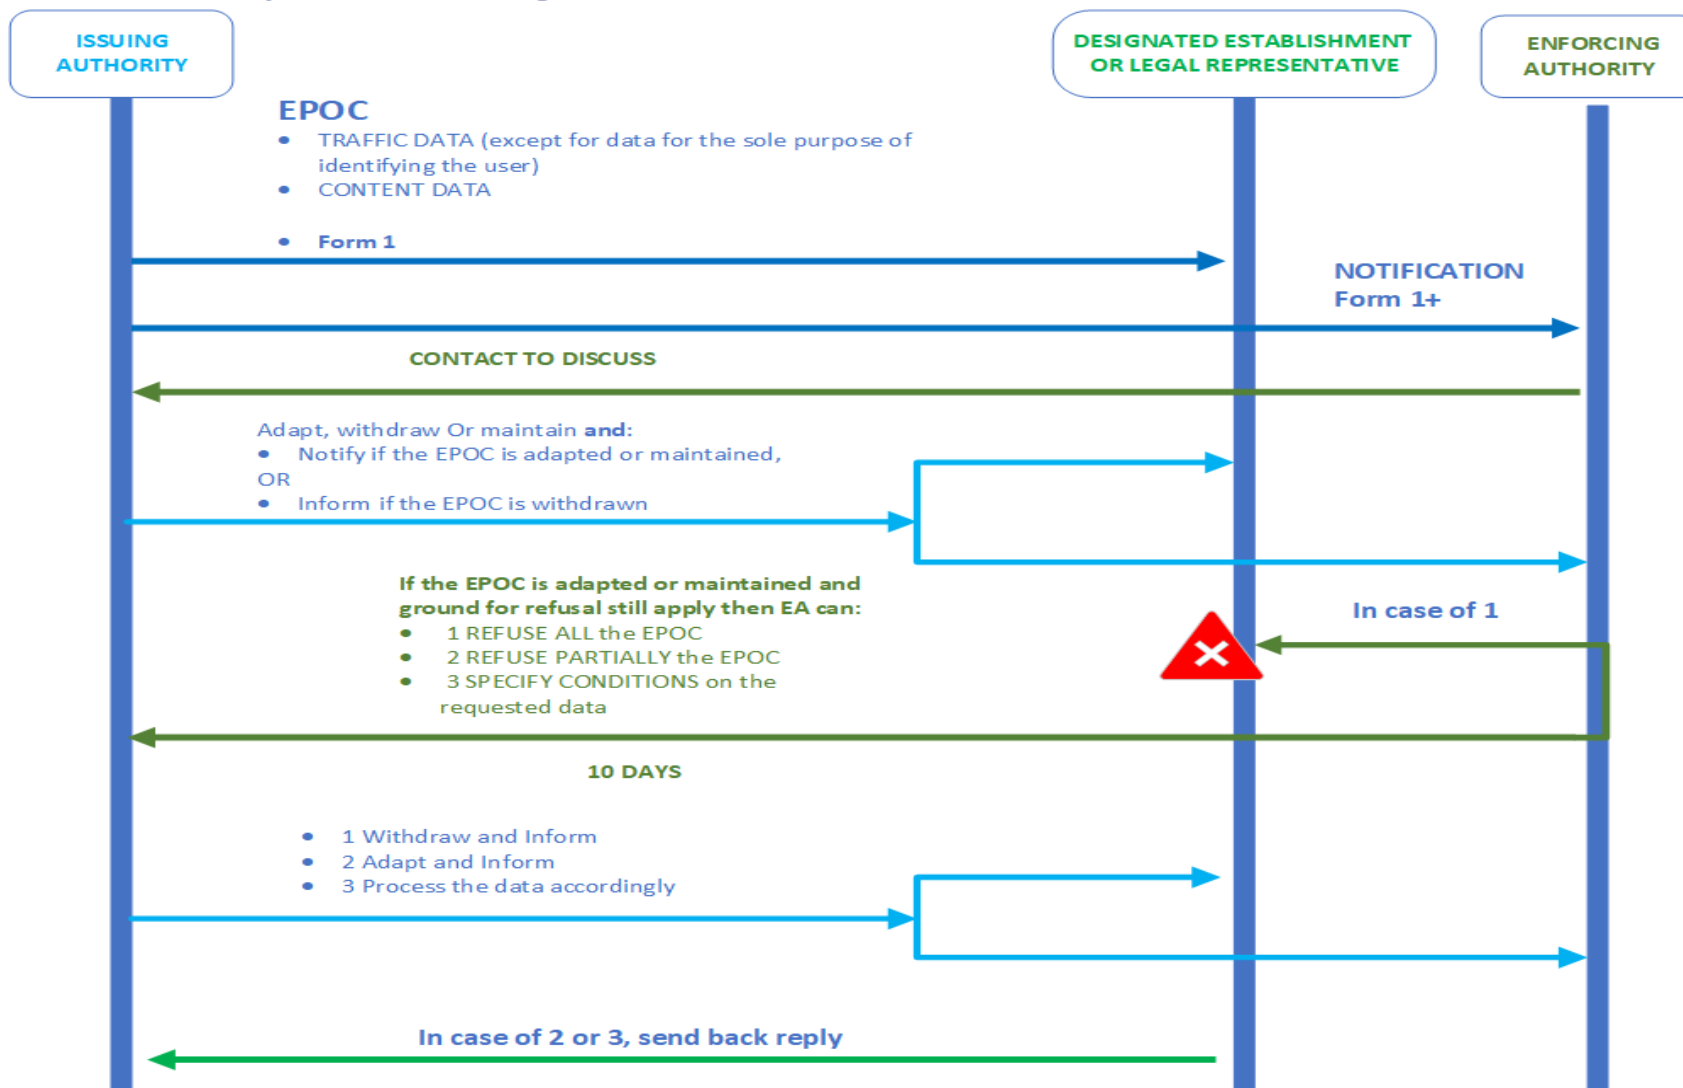 ISSUING
AUTHORITY
DESIGNATED ESTABLISHMENT
OR LEGAL REPRESENTATIVE
ENFORCING
AUTHORITY
EPOC
• TRAFFIC DATA (except for data for the sole purpose of
identifying the user)
• CONTENT DATA
• Form 1
NOTIFICATION
Form 1+
CONTACT TO DISCUSS
Adapt, withdraw Or maintain and:
• Notify if the EPOC is adapted or maintained,
OR
• Inform if the EPOC is withdrawn
If the EPOC is adapted or maintained and
ground for refusal still apply then EA can:
• 1 REFUSE ALL the EPOC
• 2 REFUSE PARTIALLY the EPOC
• 3 SPECIFY CONDITIONS on the
requested data
In case of 1
10 DAYS
• 1 Withdraw and Inform
• 2 Adapt and Inform
• 3 Process the data accordingly
In case of 2 or 3, send back reply